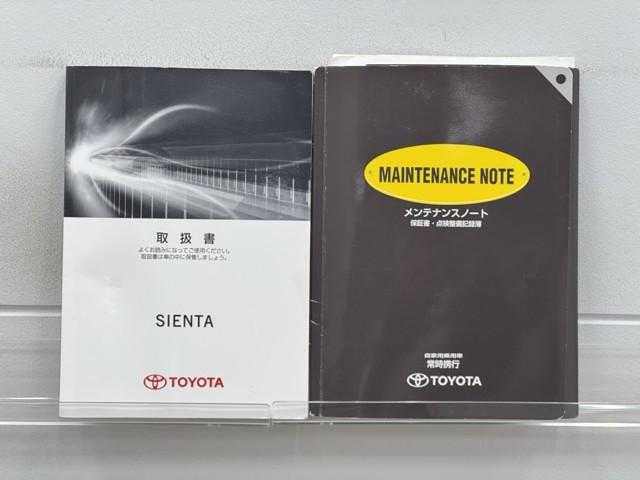 取扱書
よくお読みになってご使用ください。
取扱書は車の中に保管しましょう。
SIENTA
TOYOTA
MAINTENANCE NOTE
メンテナンスノート
保証書・点検整備記録簿
自家用乗用車
常時携行
TOYOTA